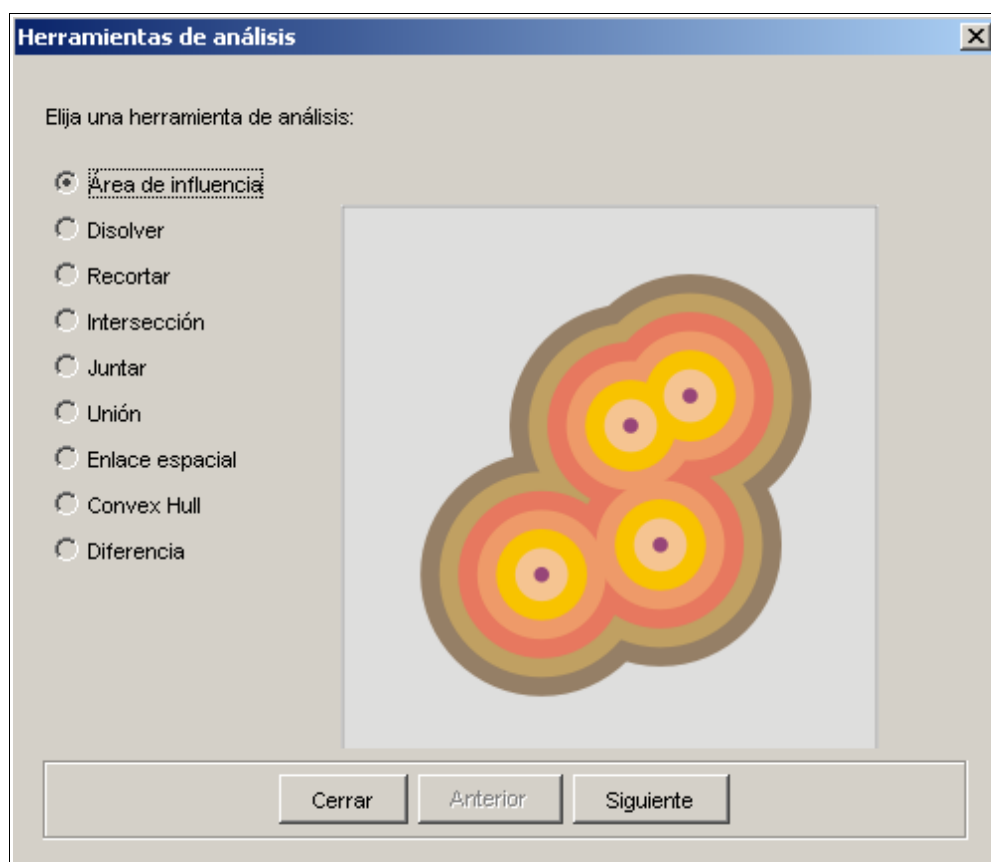 Herramientas de análisis
Elija una herramienta de análisis:
Área de influencia
Disolver
Recortar
Intersección
Juntar
Unión
Enlace espacial
Convex Hull
Diferencia
Cerrar Anterior Siguiente